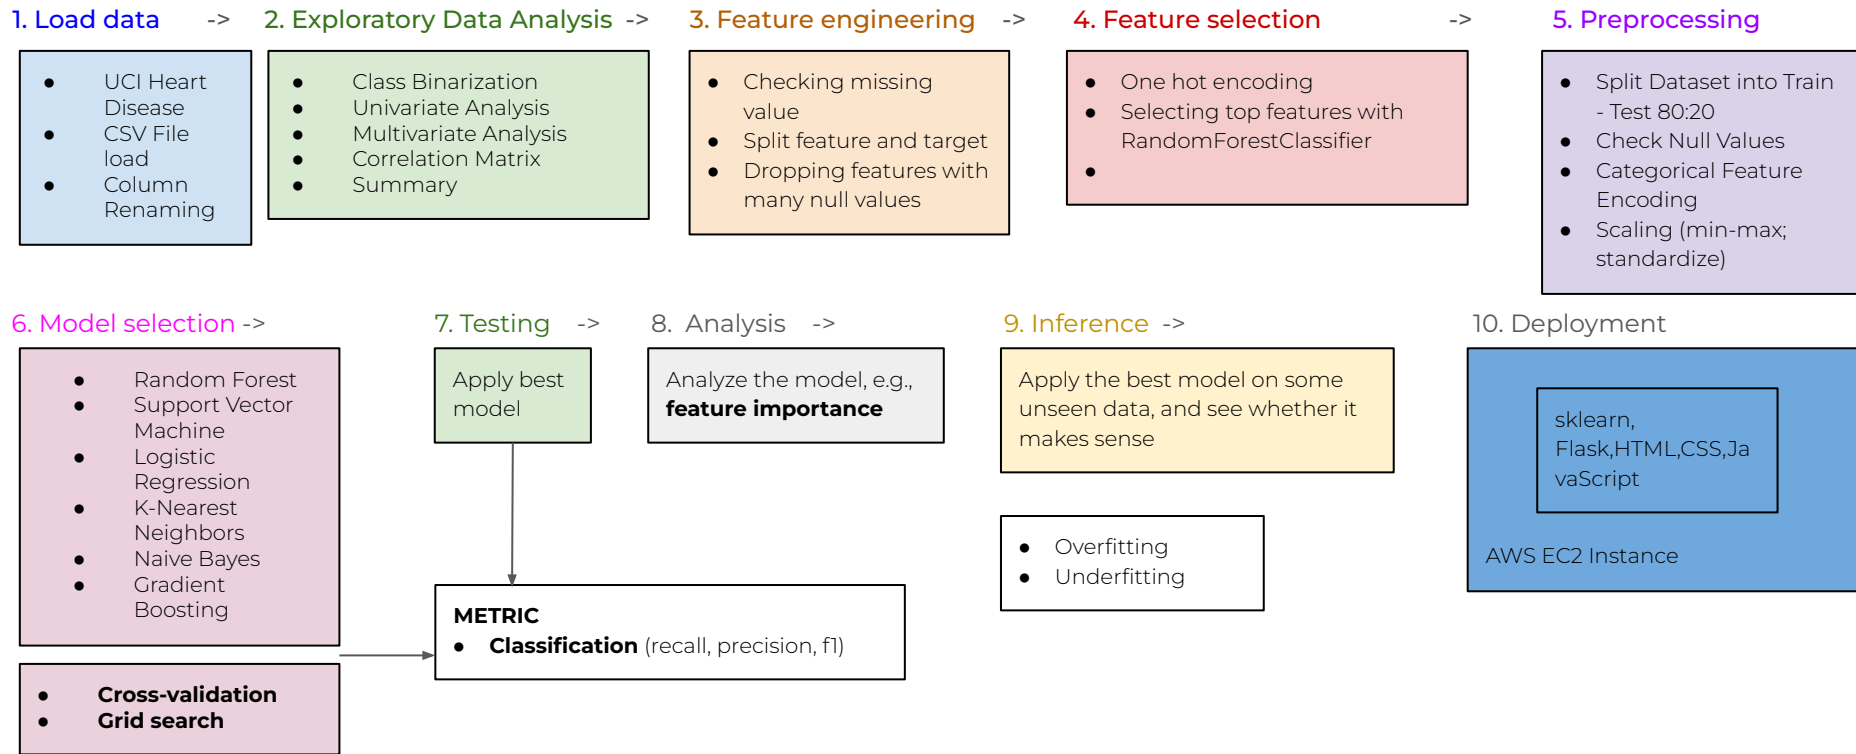 1. Load data -> 2. Exploratory Data Analysis -> 3. Feature engineering -> 4. Feature selection -> 5. Preprocessing
● UCI Heart
Disease
● CSV File
load
● Column
Renaming
● Class Binarization
● Univariate Analysis
● Multivariate Analysis
● Correlation Matrix
● Summary
● Checking missing
value
● Split feature and target
● Dropping features with
many null values
● One hot encoding
● Selecting top features with
RandomForestClassifier
●
● Split Dataset into Train
- Test 80:20
● Check Null Values
● Categorical Feature
Encoding
● Scaling (min-max;
standardize)
6. Model selection -> 7. Testing -> 8. Analysis -> 9. Inference -> 10. Deployment
● Random Forest
● Support Vector
Machine
● Logistic
Regression
● K-Nearest
Neighbors
● Naive Bayes
● Gradient
Boosting
● Cross-validation
● Grid search
Apply best
model
METRIC
● Classification (recall, precision, f1)
Analyze the model, e.g.,
feature importance
Apply the best model on some
unseen data, and see whether it
makes sense
● Overfitting
● Underfitting
sklearn,
Flask,HTML,CSS,Ja
vaScript
AWS EC2 Instance